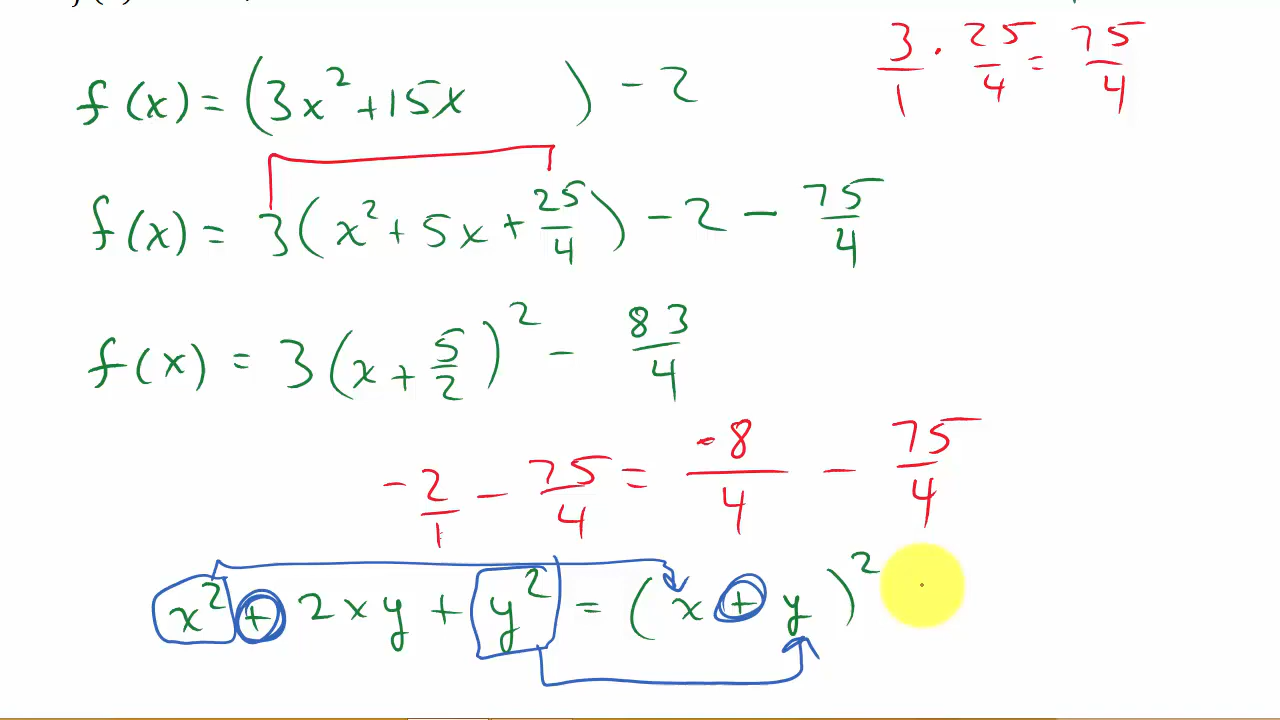 3/1 · 25/4 = 75/4
f(x) = (3x² + 15x ) - 2
f(x) = 3(x² + 5x + 25/4) - 2 - 75/4
f(x) = 3(x + 5/2)² - 83/4
-2/1 - 75/4 = -8/4 - 75/4
x² + 2xy + y² = (x + y)²